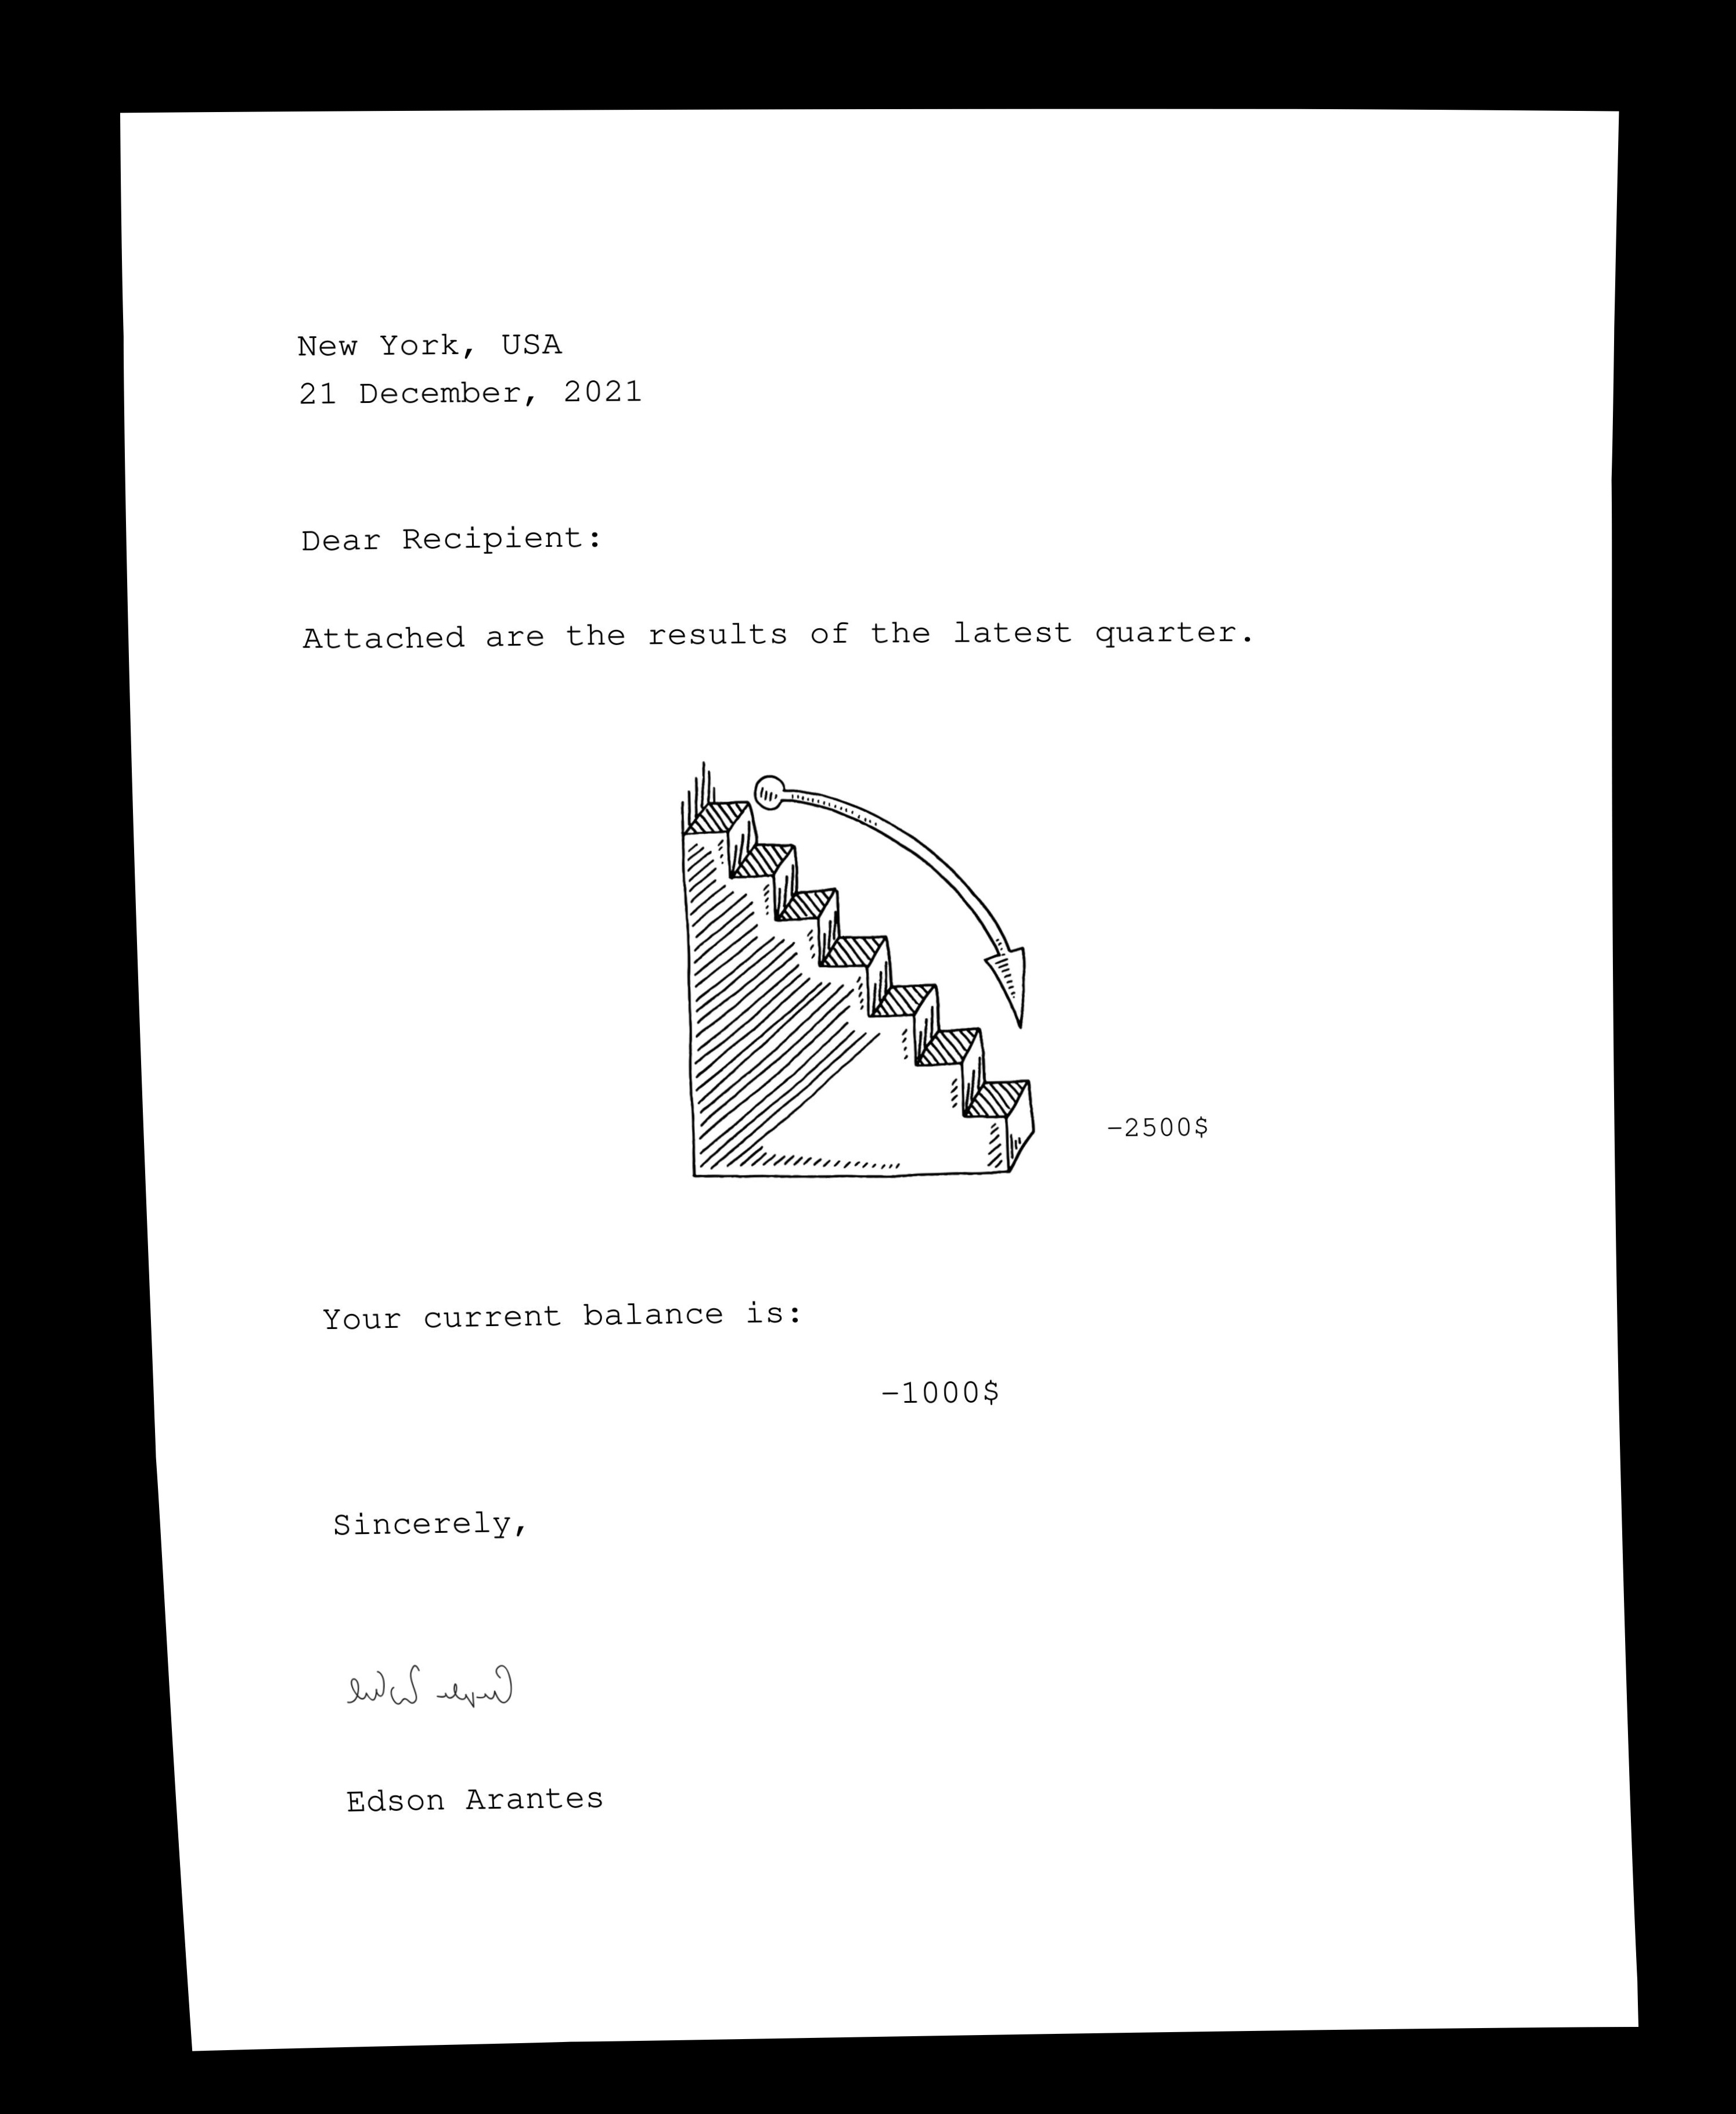 New York, USA
21 December, 2021
Dear Recipient:
Attached are the results of the latest quarter.
-2500$
Your current balance is:
-1000$
Sincerely,
Edson Arantes